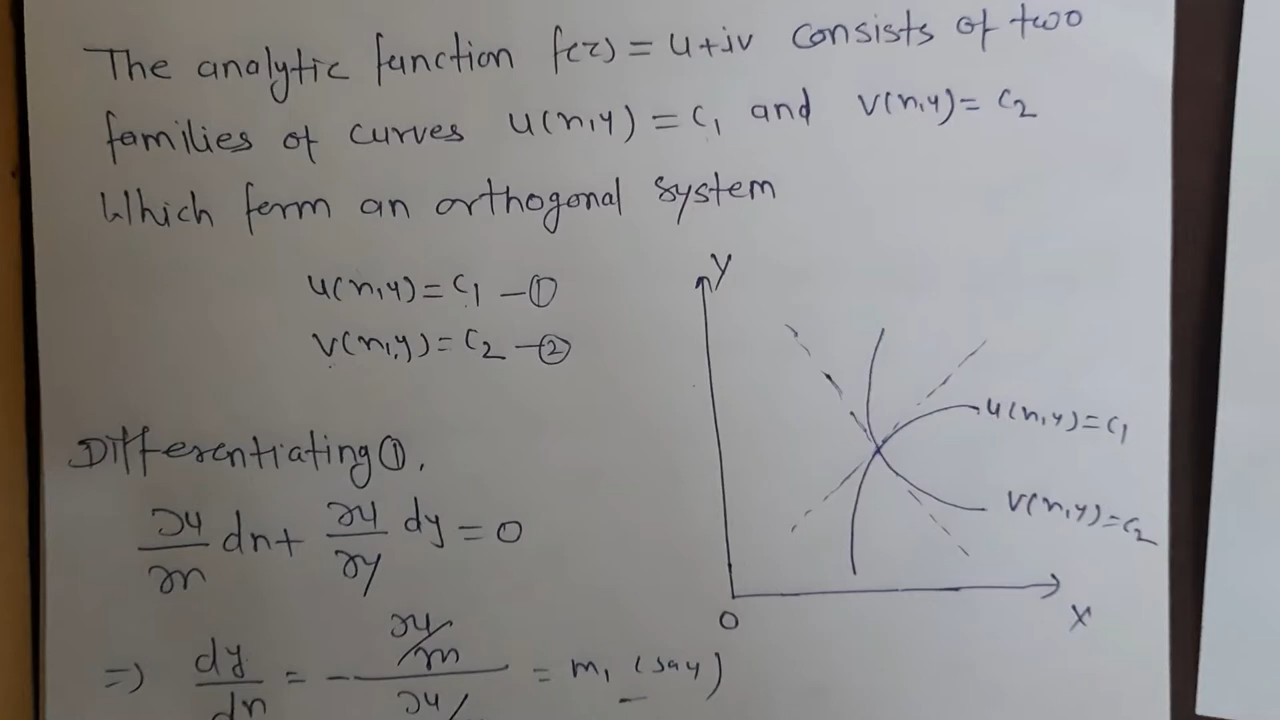 The analytic function f(z) = u+iv consists of two
families of curves u(x,y) = c₁ and v(x,y) = c₂
Which form an orthogonal system
u(x,y) = c₁ — ①
v(x,y) = c₂ — ②
Y
u(x,y) = c₁
v(x,y) = c₂
O
X
Differentiating ①,
∂u/∂x dx + ∂u/∂y dy = 0
=) dy/dx = - ∂u/∂x / ∂u/ = m₁ (say)